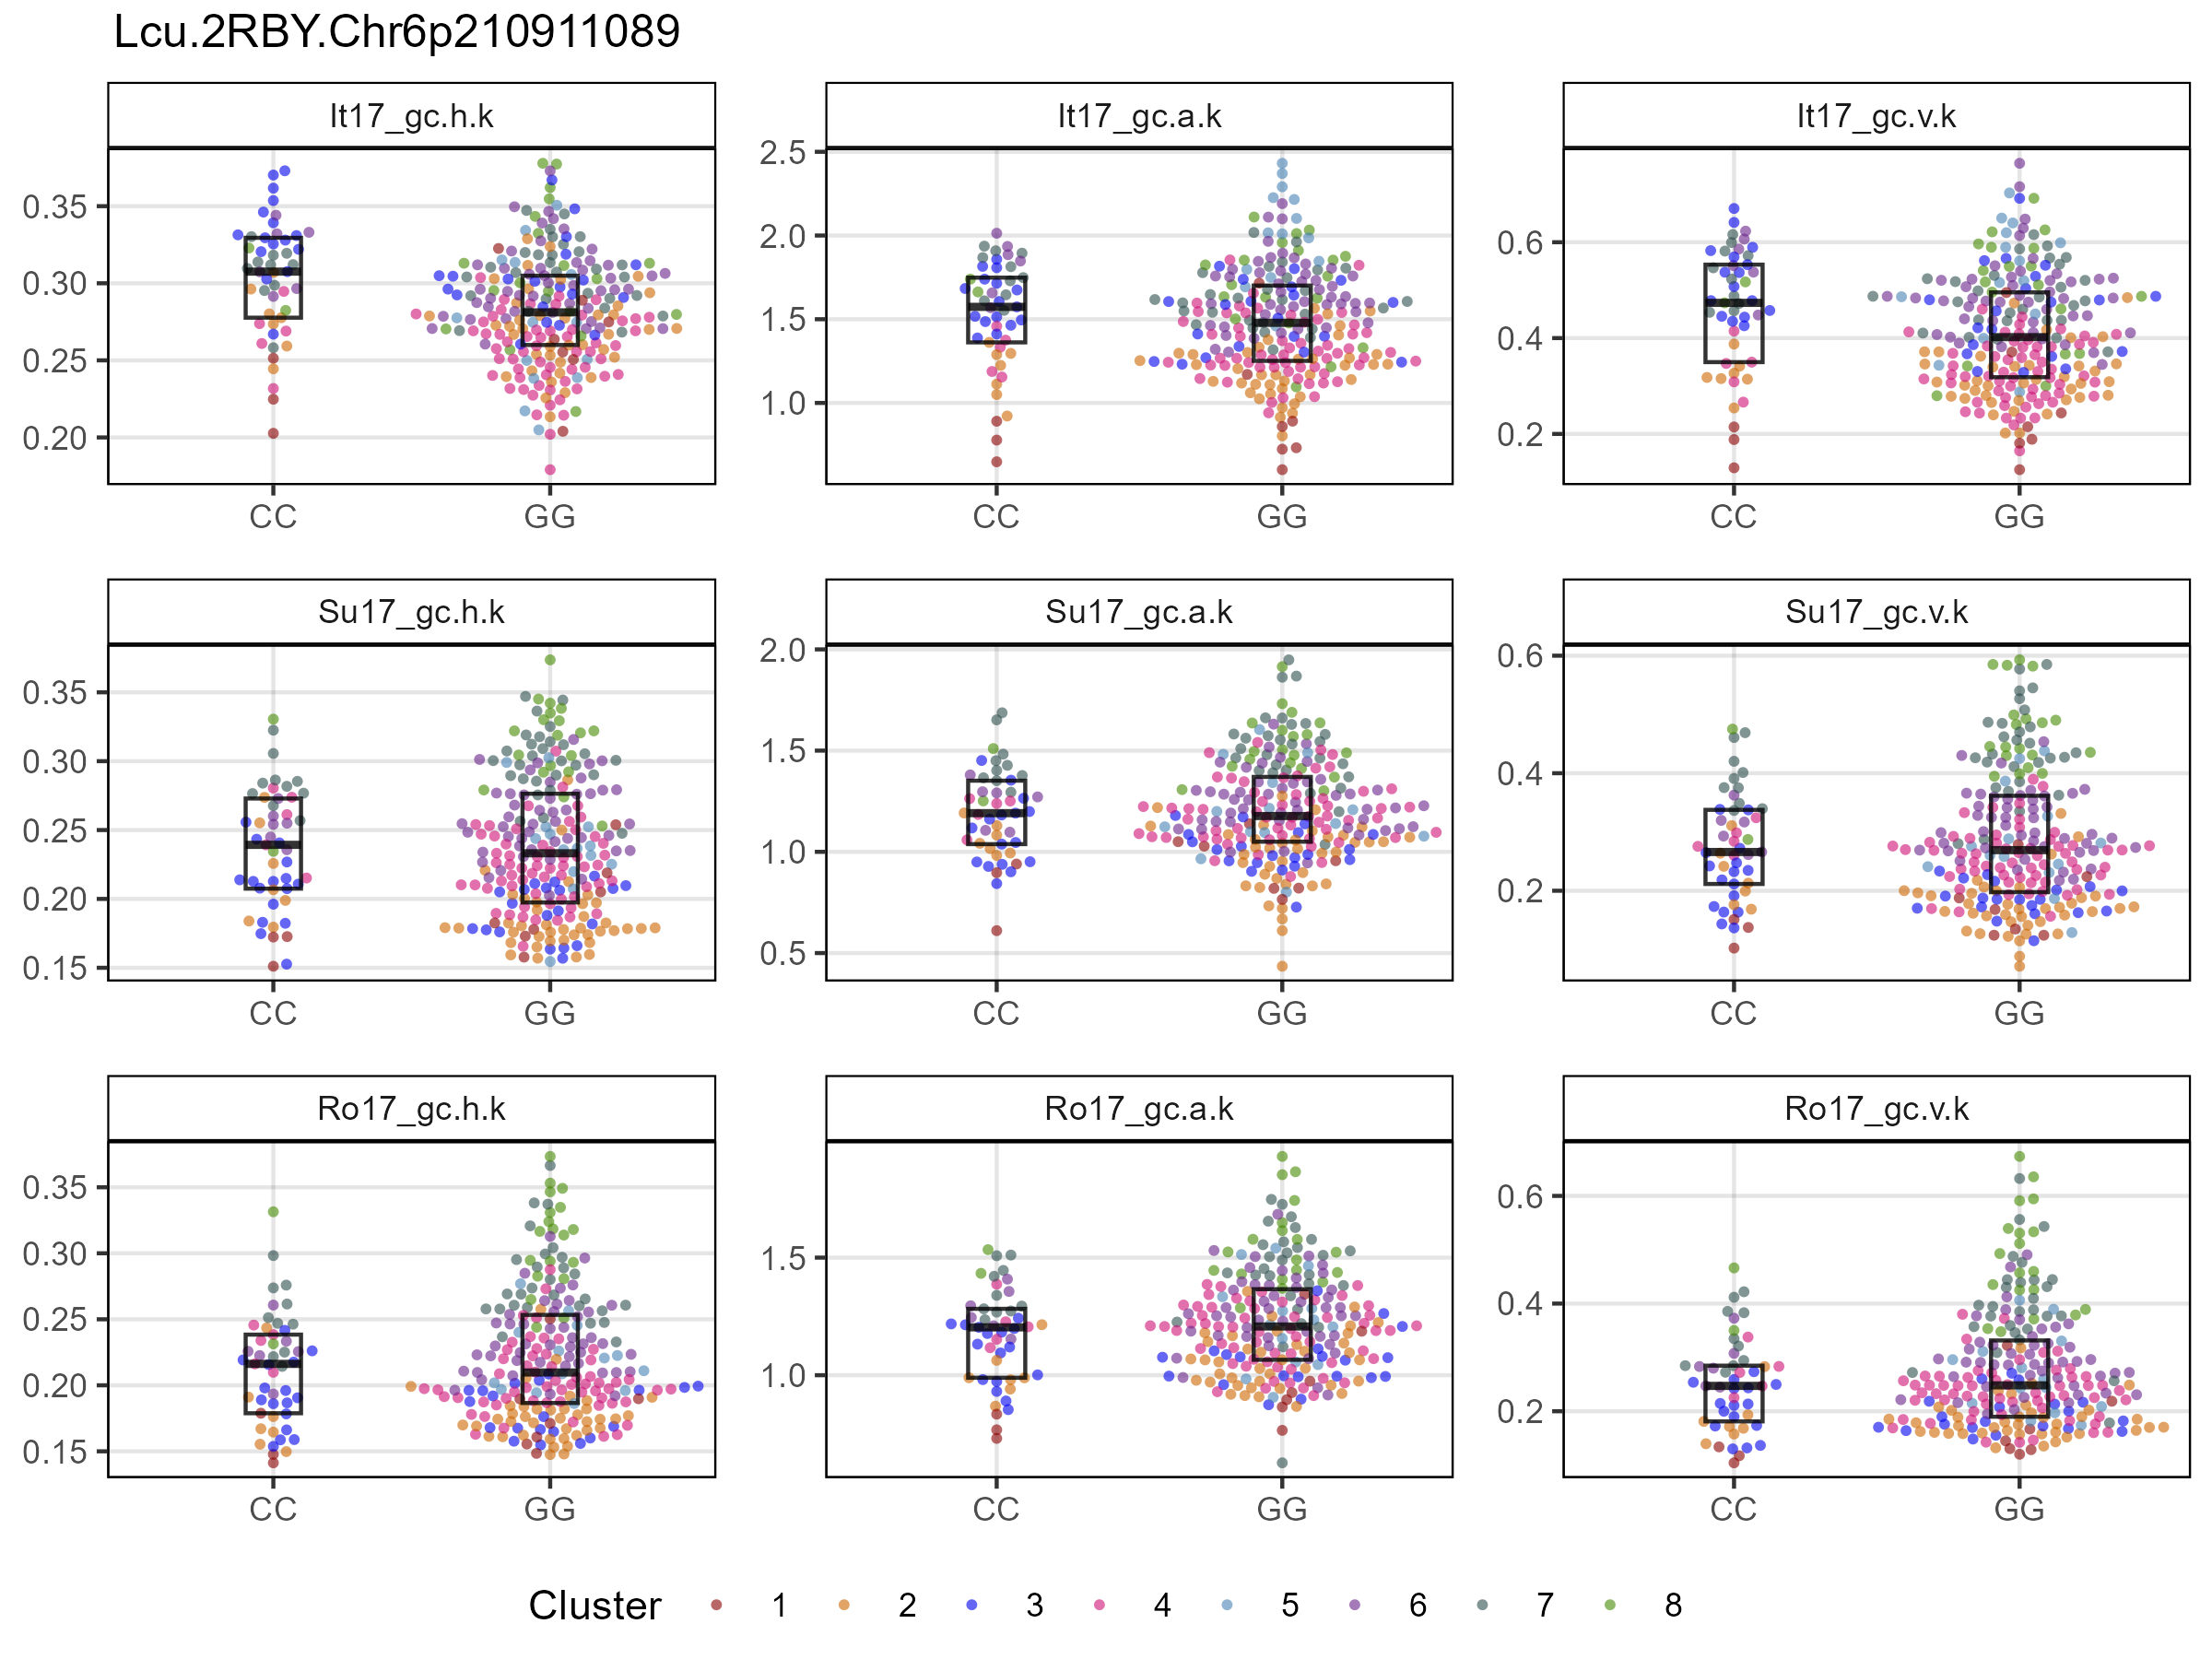 Lcu.2RBY.Chr6p210911089
It17_gc.h.k
It17_gc.a.k
It17_gc.v.k
0.35
0.30
0.25
0.20
2.5
2.0
1.5
1.0
0.6
0.4
0.2
CC GG
CC GG
CC GG
Su17_gc.h.k
Su17_gc.a.k
Su17_gc.v.k
0.35
0.30
0.25
0.20
0.15
2.0
1.5
1.0
0.5
0.6
0.4
0.2
CC GG
CC GG
CC GG
Ro17_gc.h.k
Ro17_gc.a.k
Ro17_gc.v.k
0.35
0.30
0.25
0.20
0.15
1.5
1.0
0.6
0.4
0.2
CC GG
CC GG
CC GG
Cluster 1 2 3 4 5 6 7 8